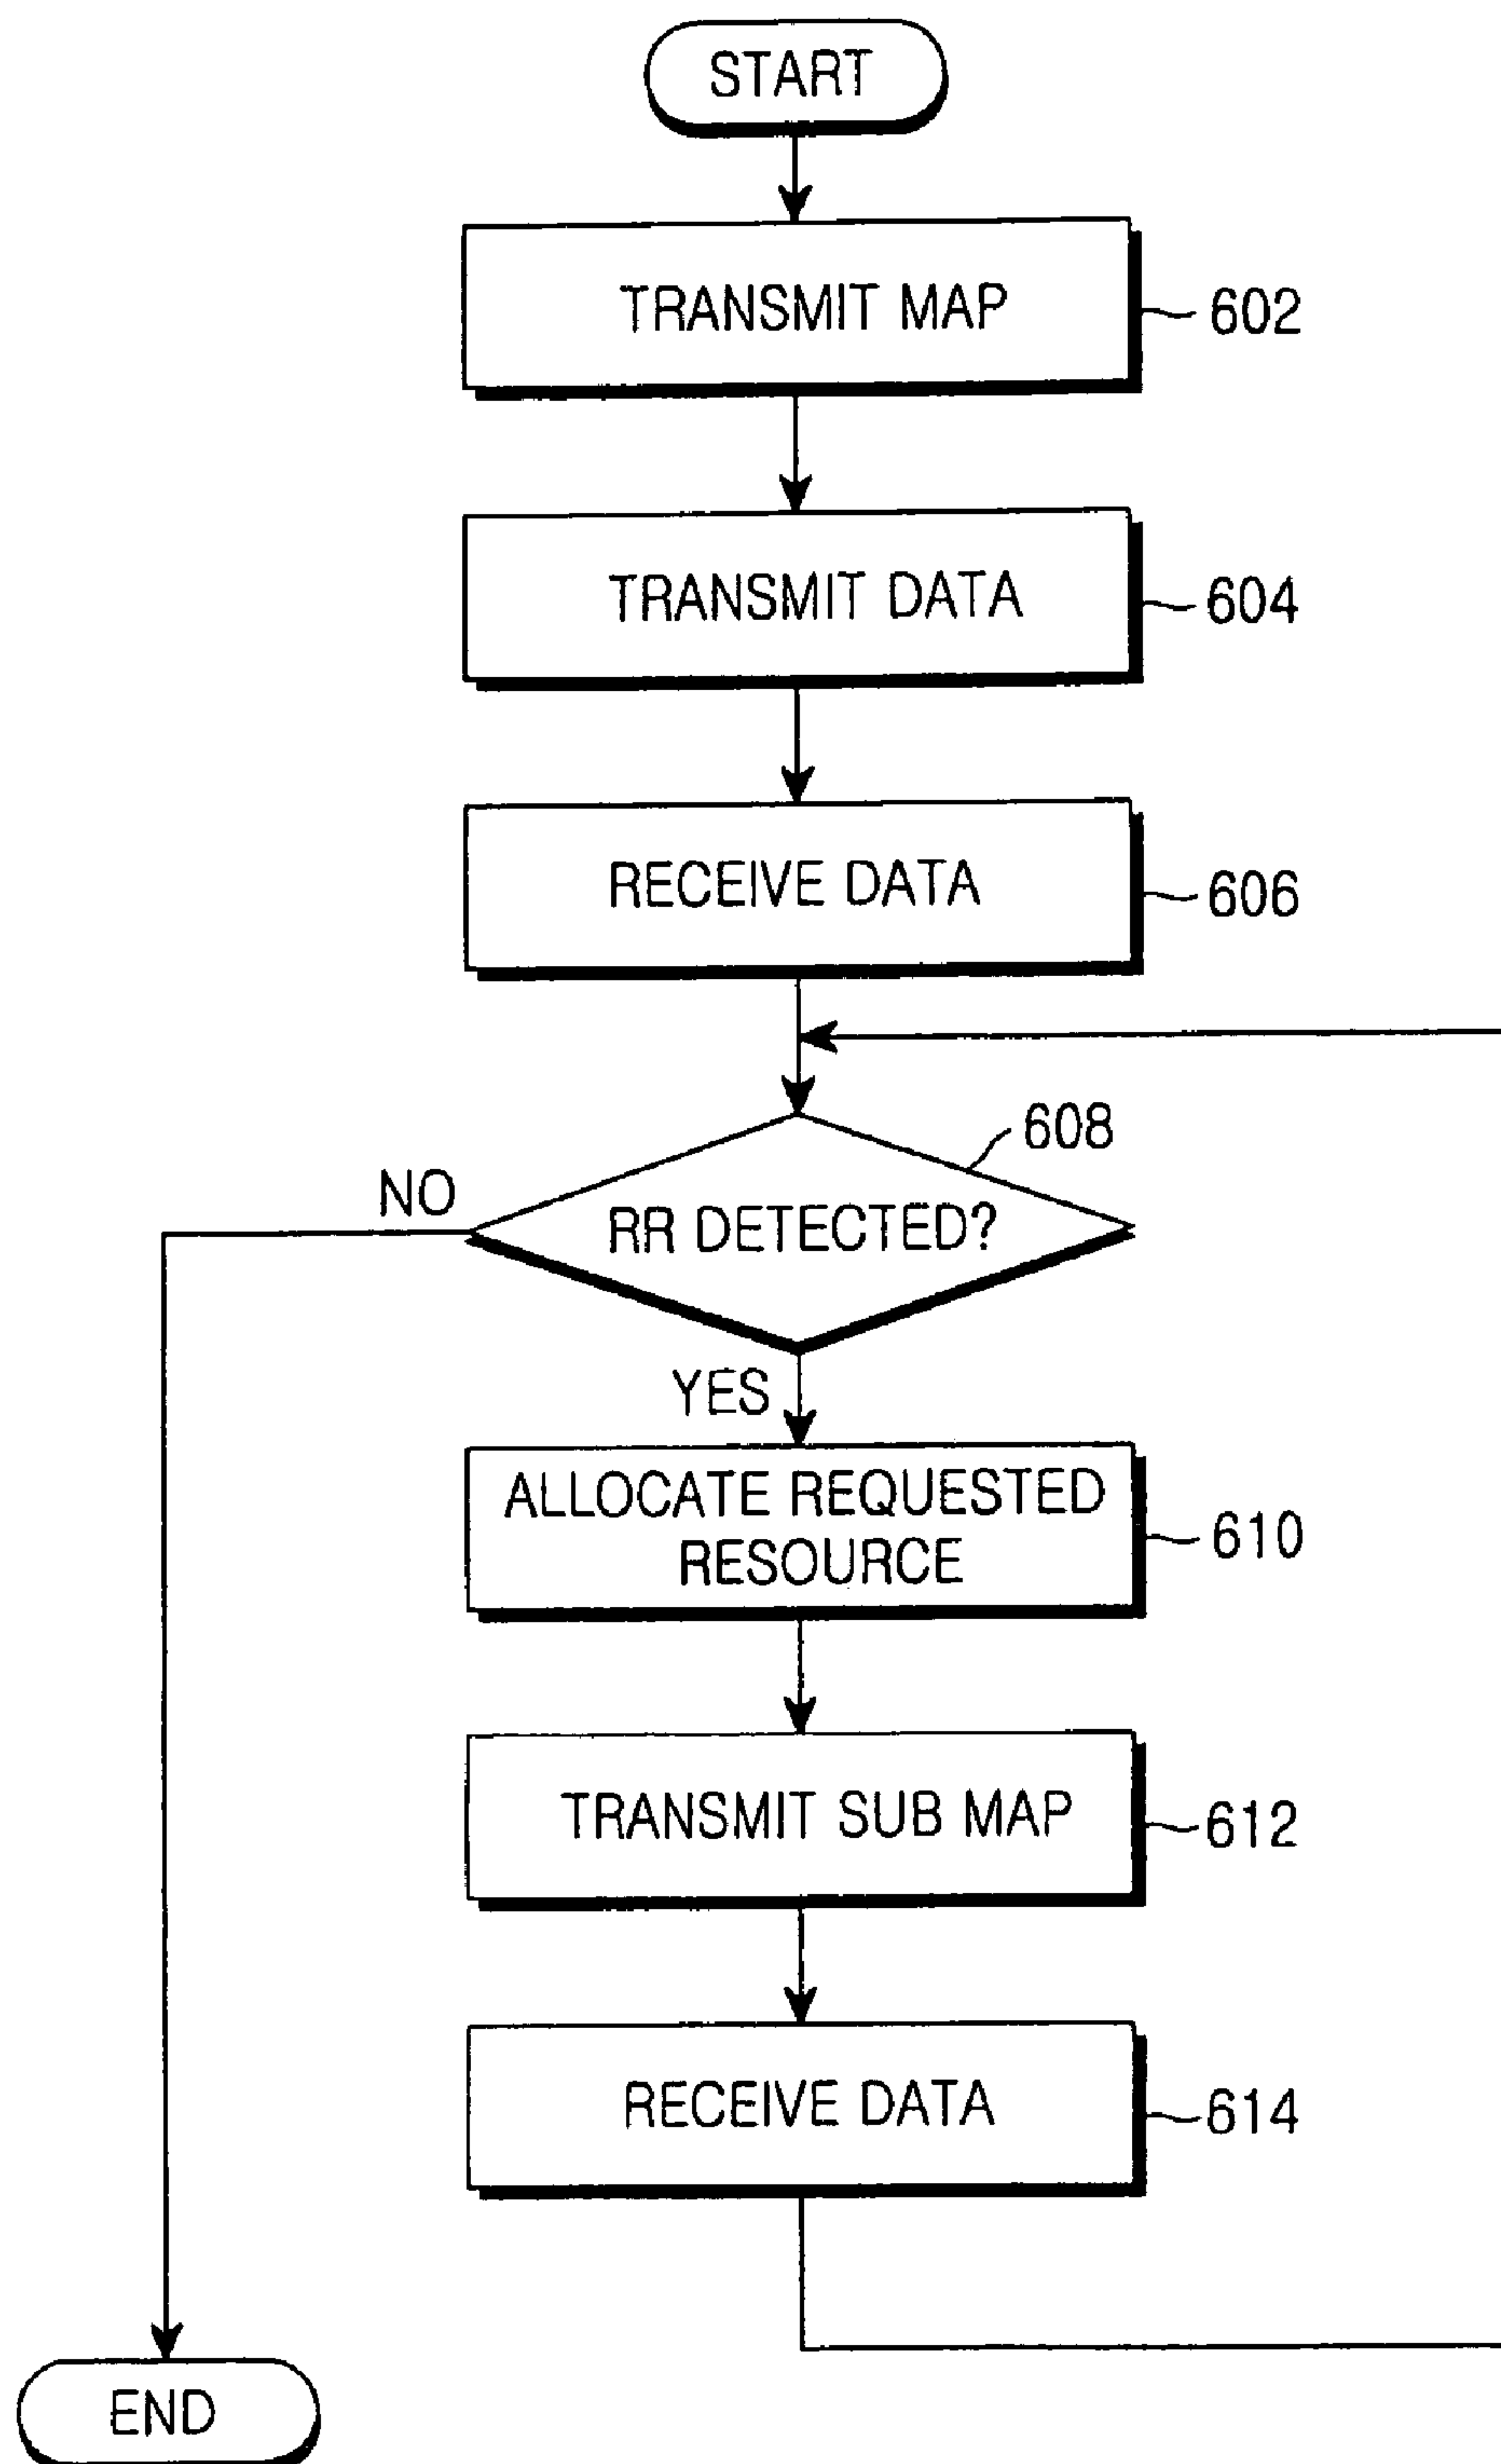 START
TRANSMIT MAP
602
TRANSMIT DATA
604
RECEIVE DATA
606
608
NO
RR DETECTED?
YES
ALLOCATE REQUESTED
RESOURCE
610
TRANSMIT SUB MAP
612
RECEIVE DATA
614
END